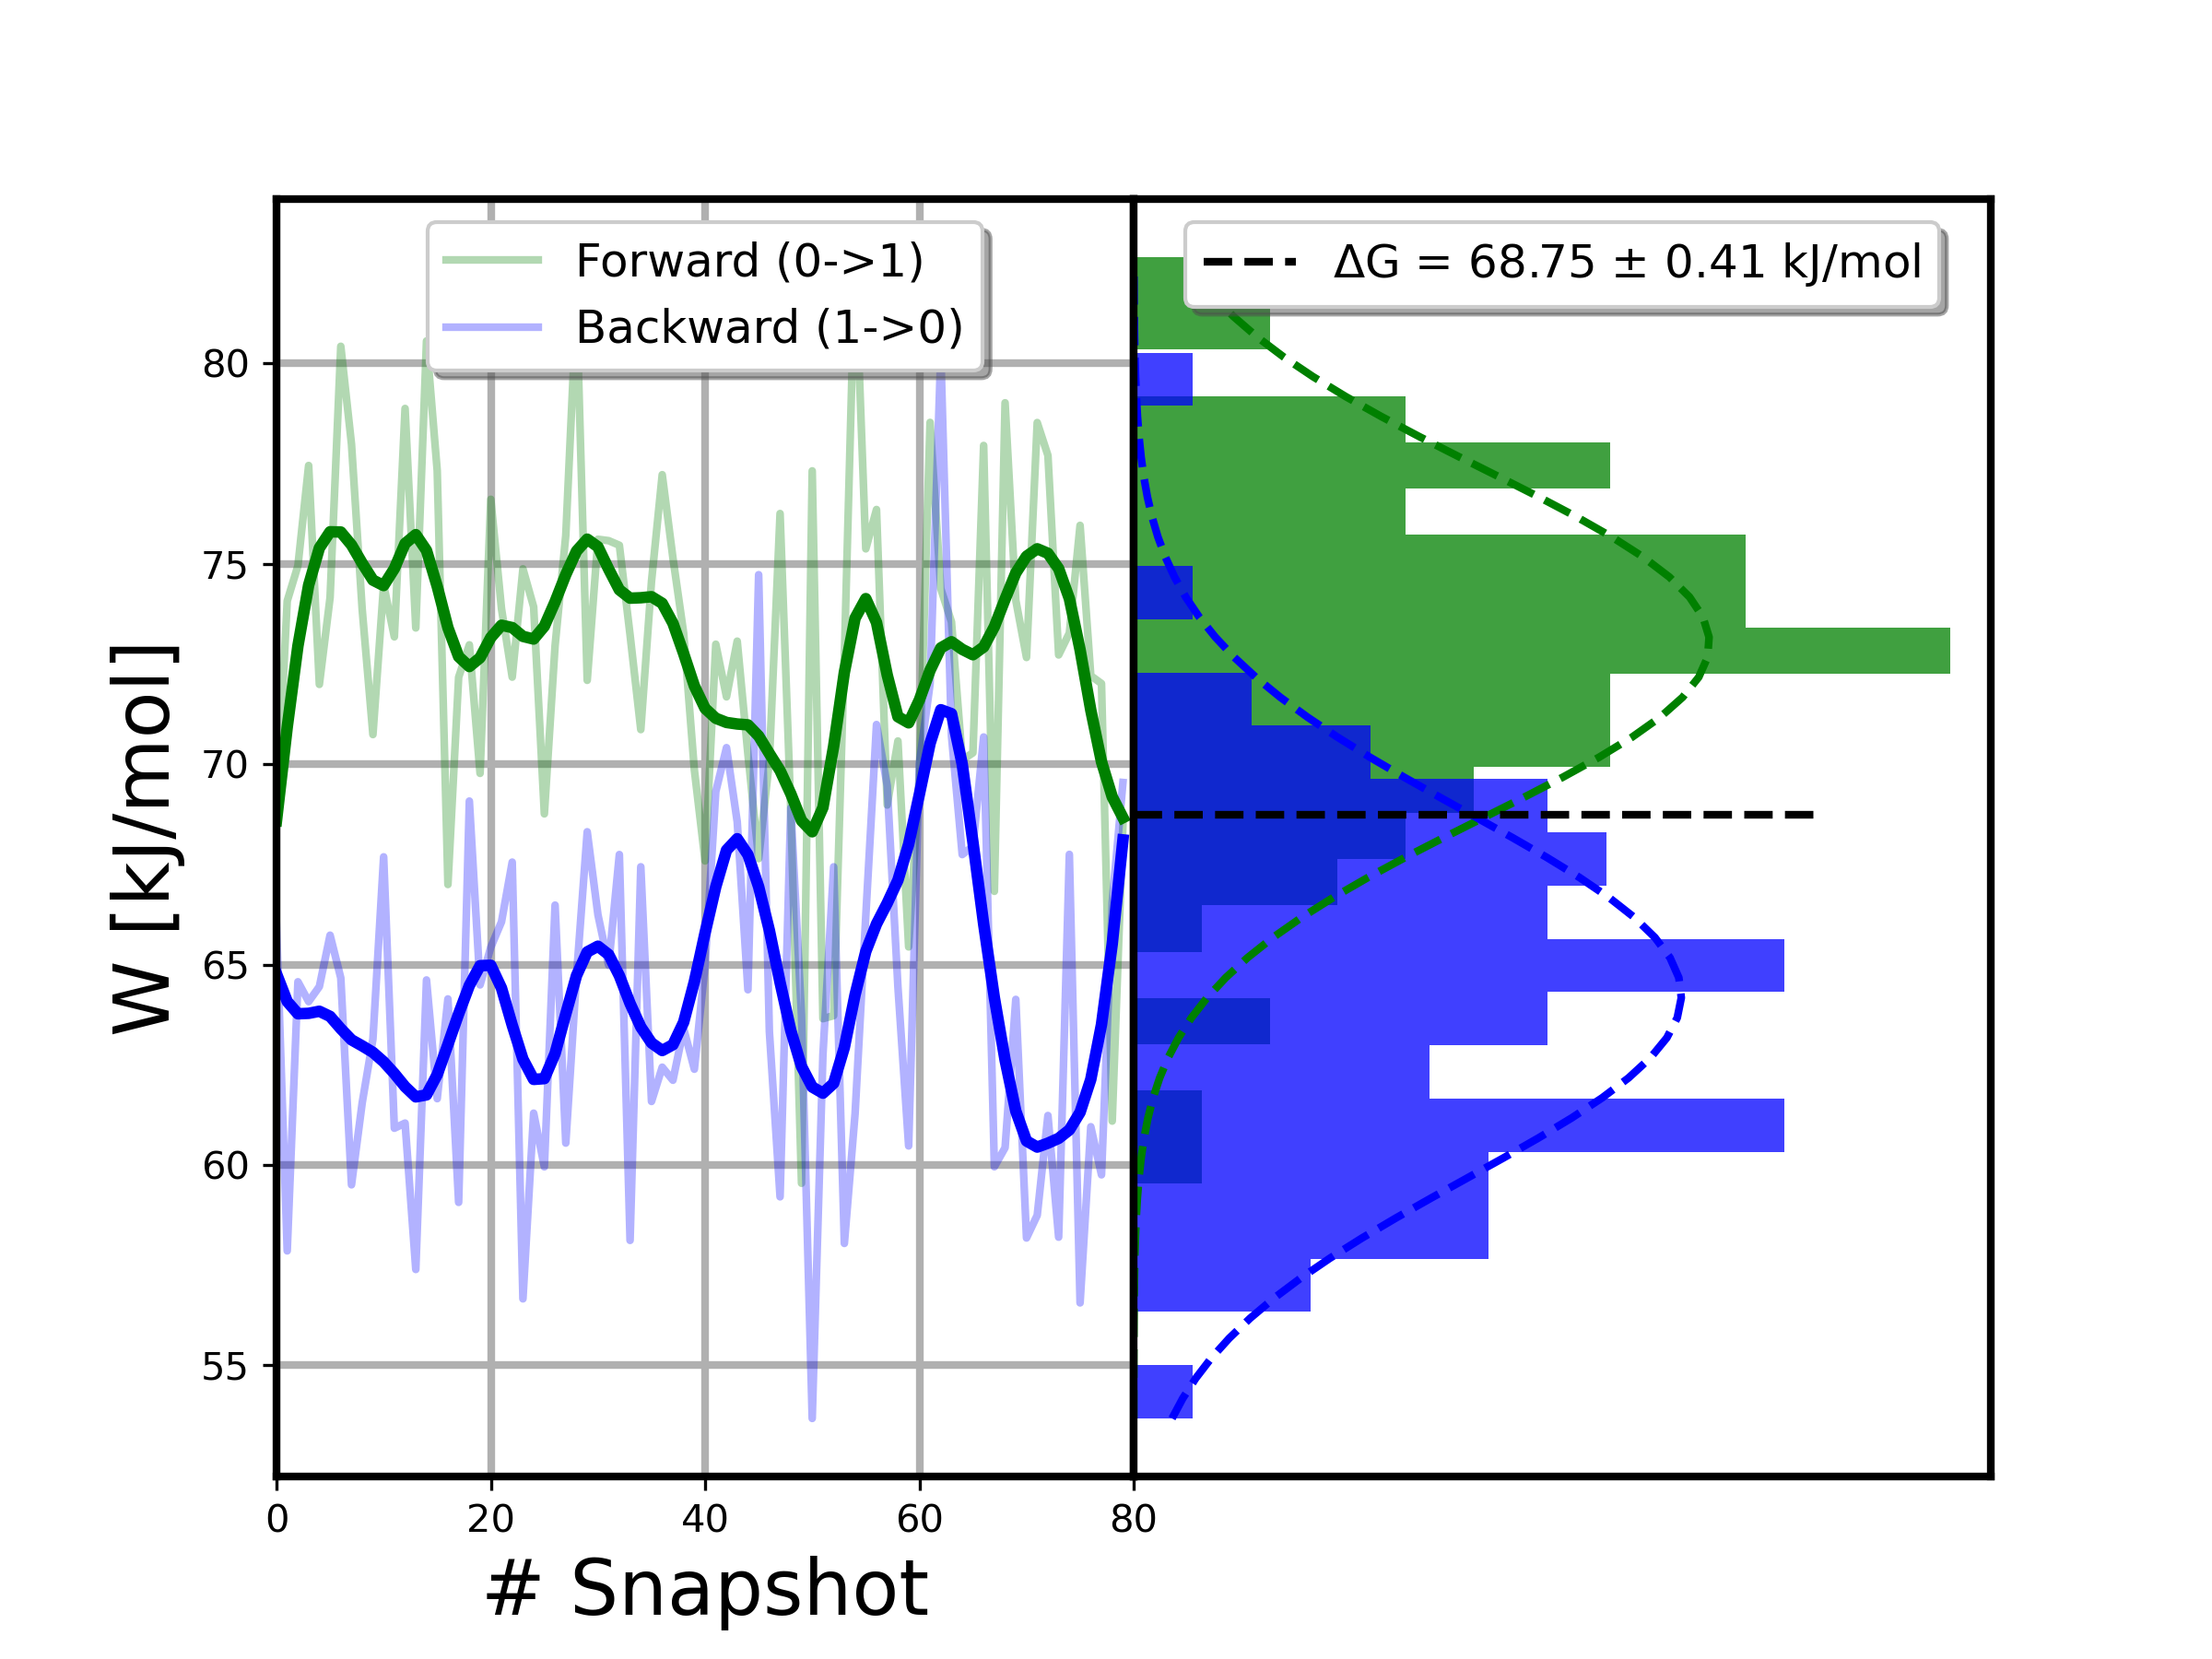 Forward (0->1)
Backward (1->0)
ΔG = 68.75 ± 0.41 kJ/mol
W [kJ/mol]
80
75
70
65
60
55
0 20 40 60 80
# Snapshot